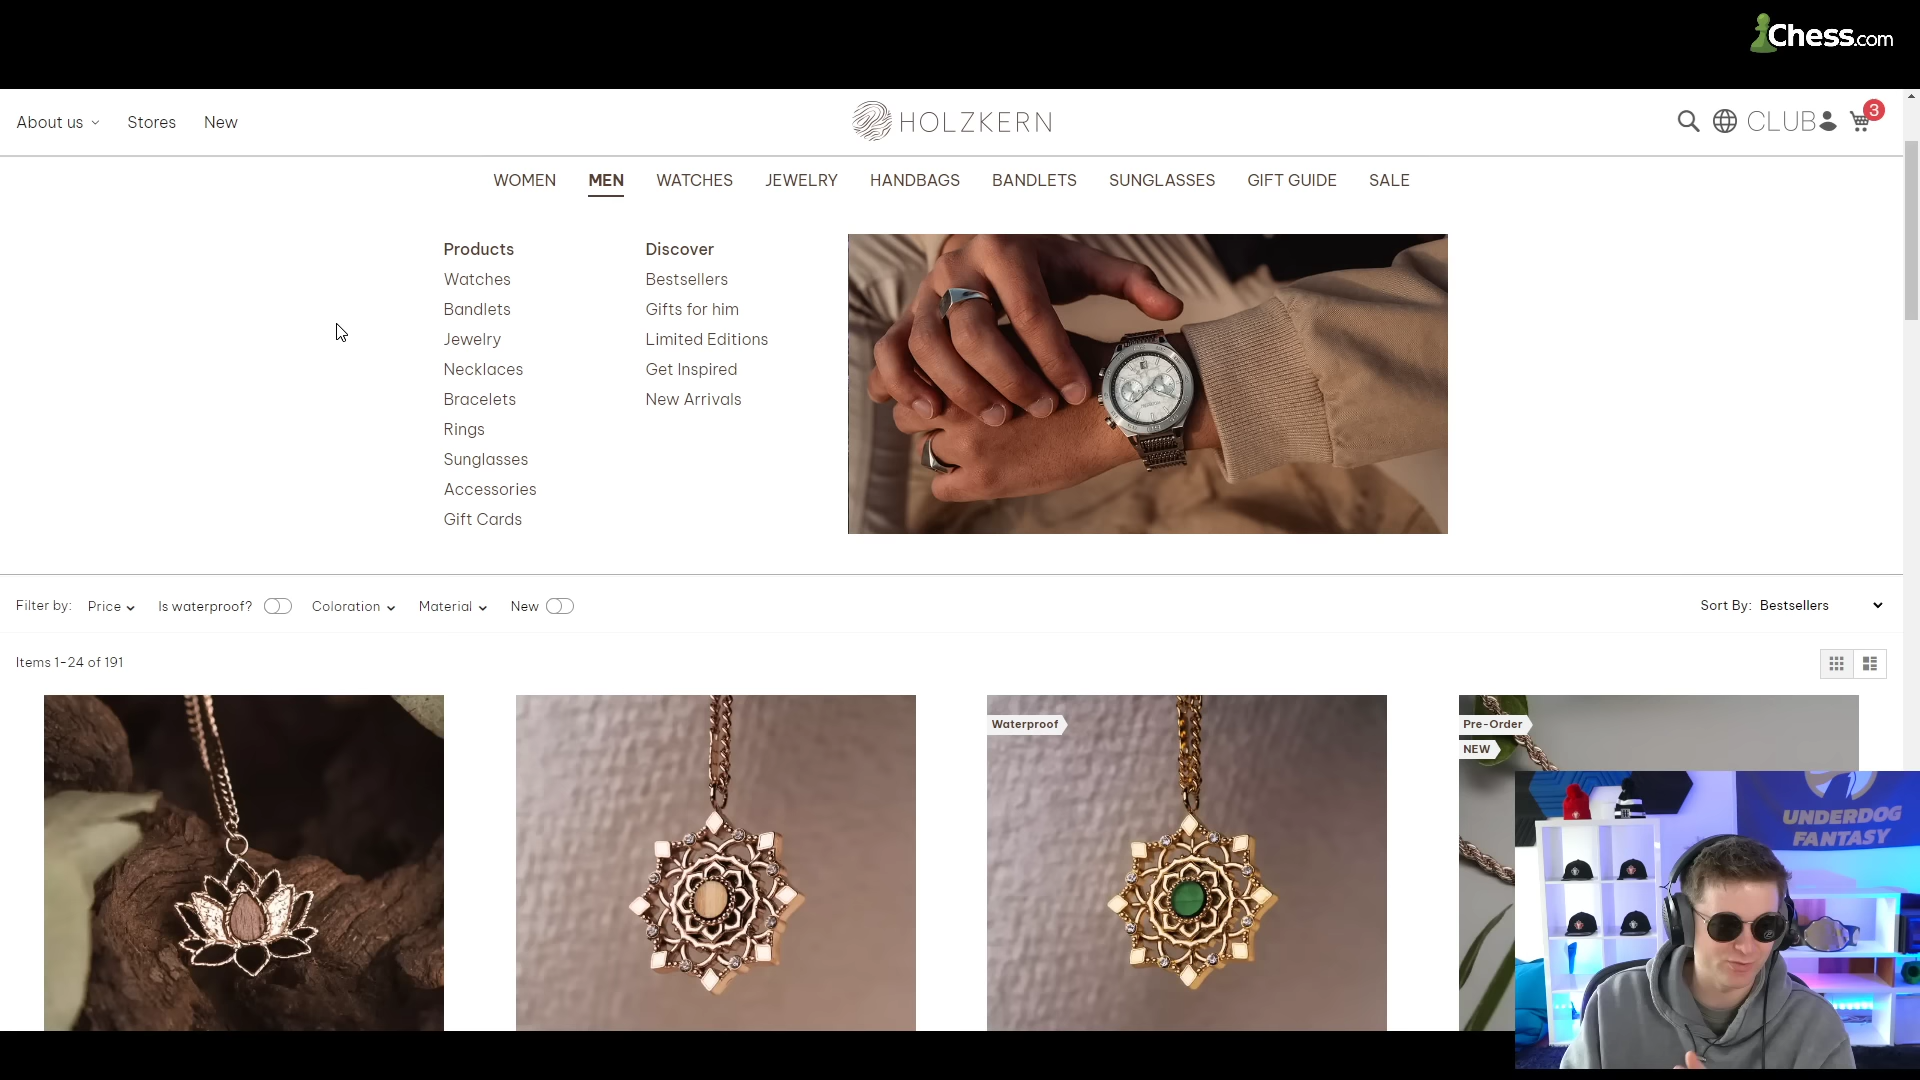 Chess.com
About us
Stores
New
HOLZKERN
CLUB
3
WOMEN
MEN
WATCHES
JEWELRY
HANDBAGS
BANDLETS
SUNGLASSES
GIFT GUIDE
SALE
Products
Watches
Bandlets
Jewelry
Necklaces
Bracelets
Rings
Sunglasses
Accessories
Gift Cards
Discover
Bestsellers
Gifts for him
Limited Editions
Get Inspired
New Arrivals
Filter by:
Price
Is waterproof?
Coloration
Material
New
Sort By: Bestsellers
Items 1-24 of 191
Waterproof
Pre-Order
NEW
UNDERDOG
FANTASY